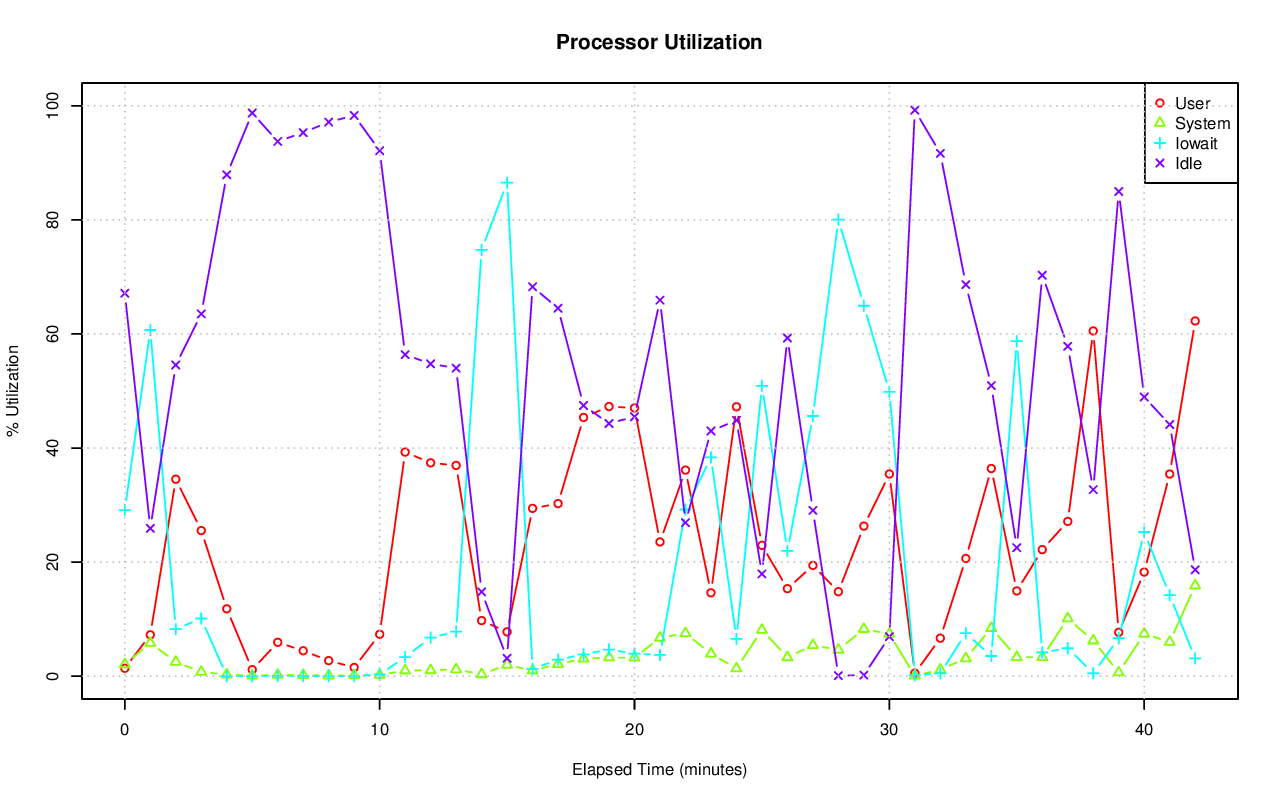 Processor Utilization
100
80
60
40
20
0
% Utilization
User
System
Iowait
Idle
0
10
20
30
40
Elapsed Time (minutes)